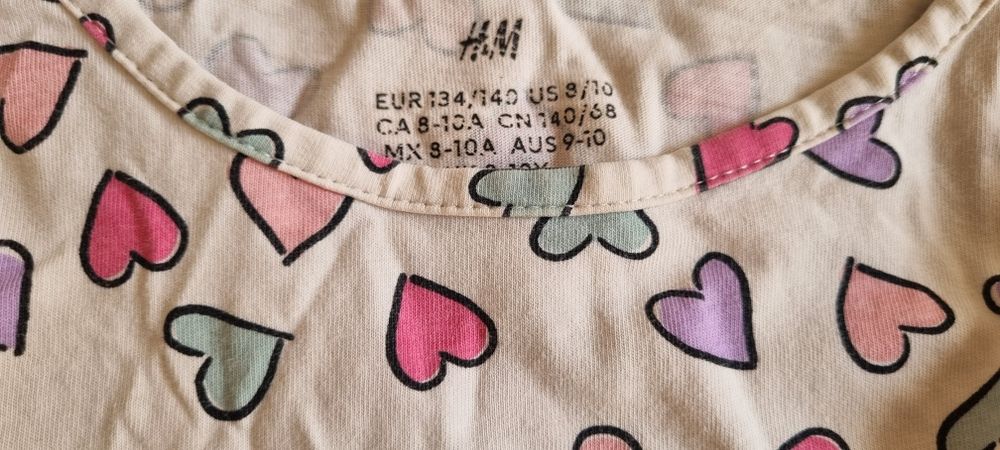 H&M
EUR 134/140 US 8/10
CA 8-10A CN 140/68
MX 8-10A AUS 9-10